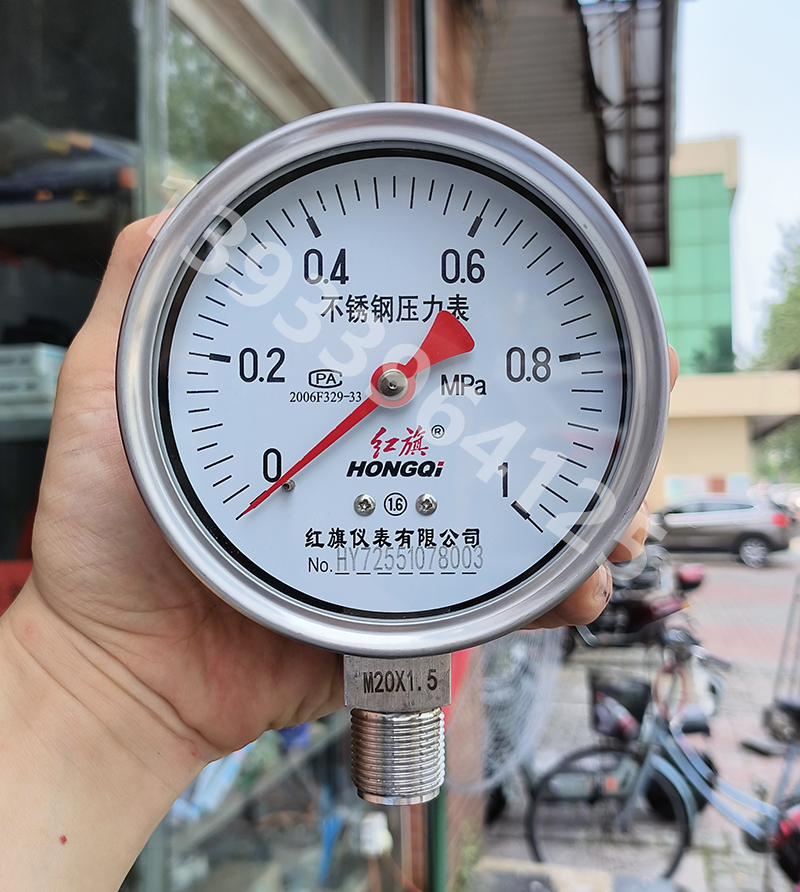 0.4 0.6
不锈钢压力表
0.2 0.8
PA
2006F329-33
MPa
红旗®
HONGQi
0 1
1.6
红旗仪表有限公司
No. HY72551078003
M20X1.5